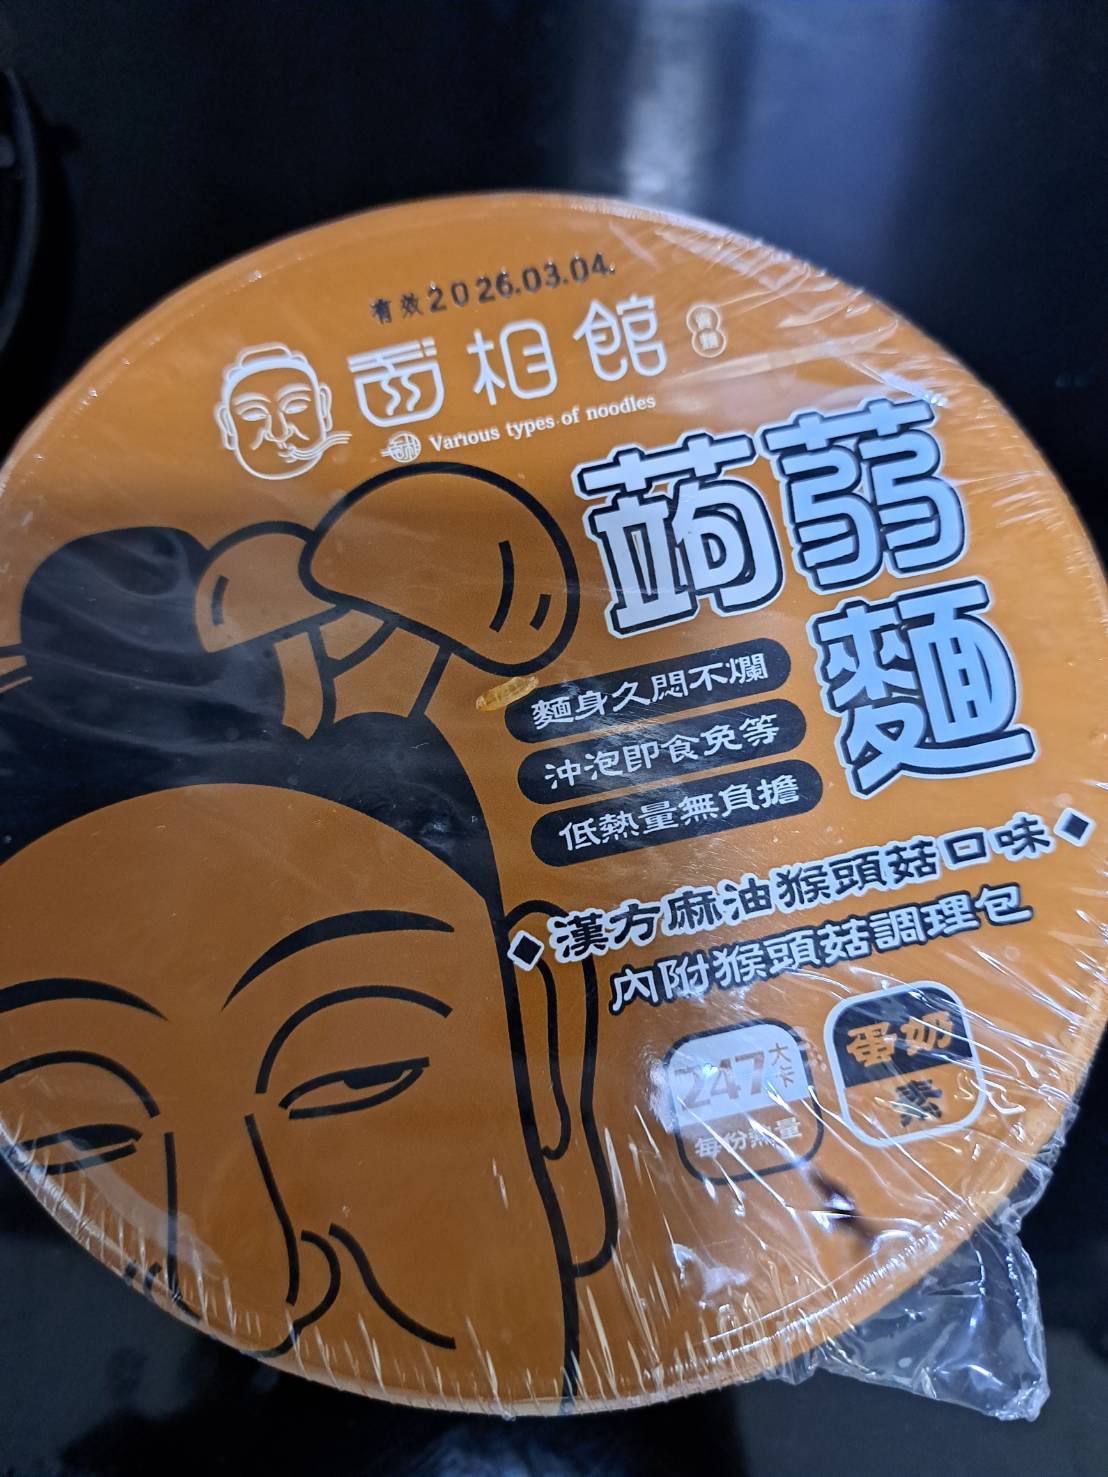 有效2026.03.04.
面相館
Various types of noodles
蒟蒻
麵
麵身久悶不爛
沖泡即食免等
低熱量無負擔
漢方麻油猴頭菇口味
內附猴頭菇調理包
247大卡
每份熱量
蛋奶
素